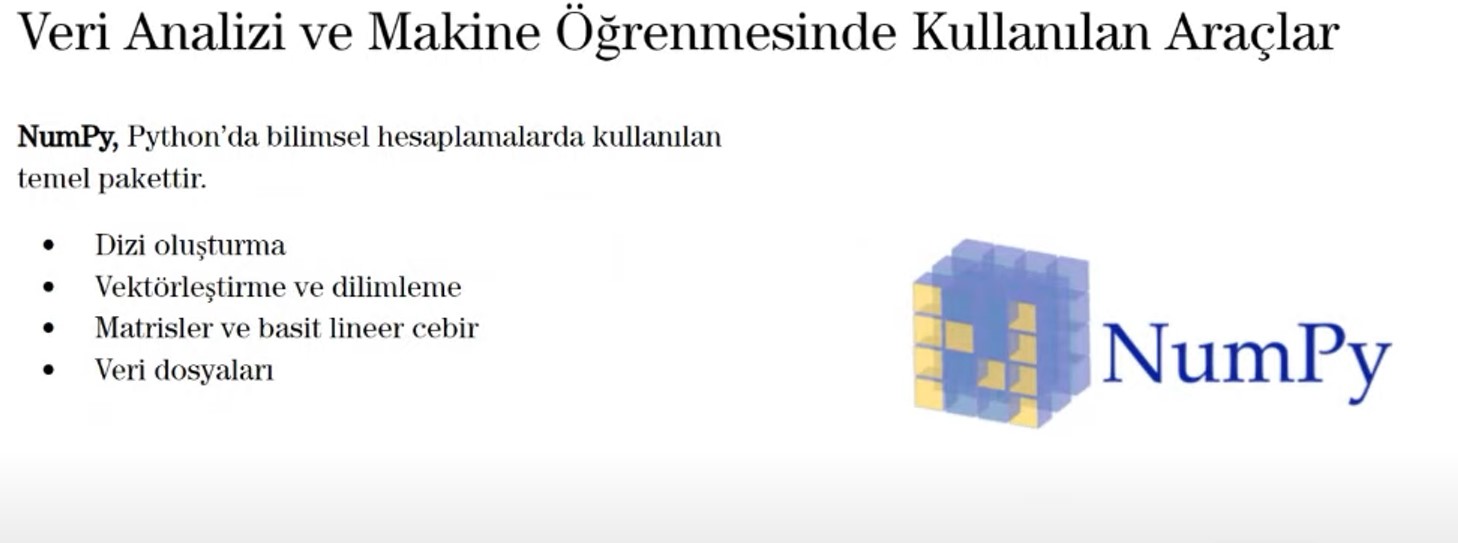 Veri Analizi ve Makine Öğrenmesinde Kullanılan Araçlar
NumPy, Python’da bilimsel hesaplamalarda kullanılan
temel pakettir.
• Dizi oluşturma
• Vektörleştirme ve dilimleme
• Matrisler ve basit lineer cebir
• Veri dosyaları
NumPy